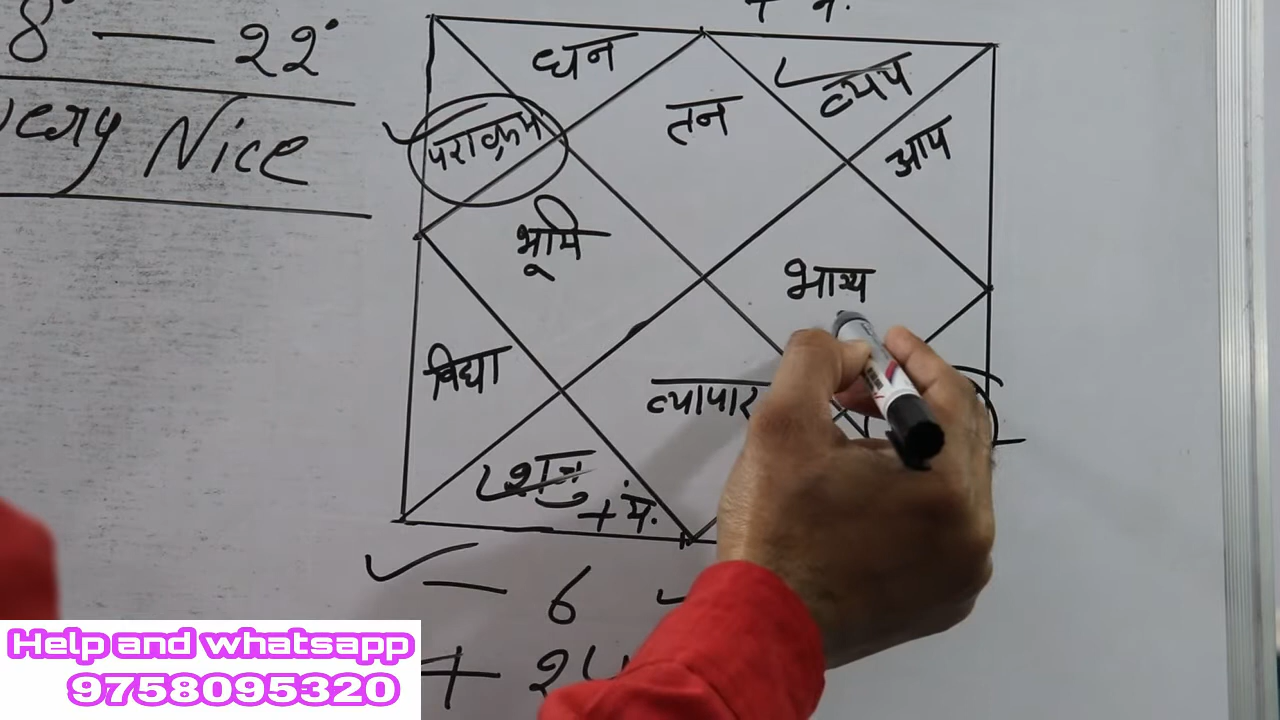 8° — 22°
Very Nice
धन
तन
व्यय
पराक्रम
आय
भूमि
भाग्य
विद्या
व्यापार
शत्रु
+ मं.
— 6
+
Help and whatsapp
9758095320